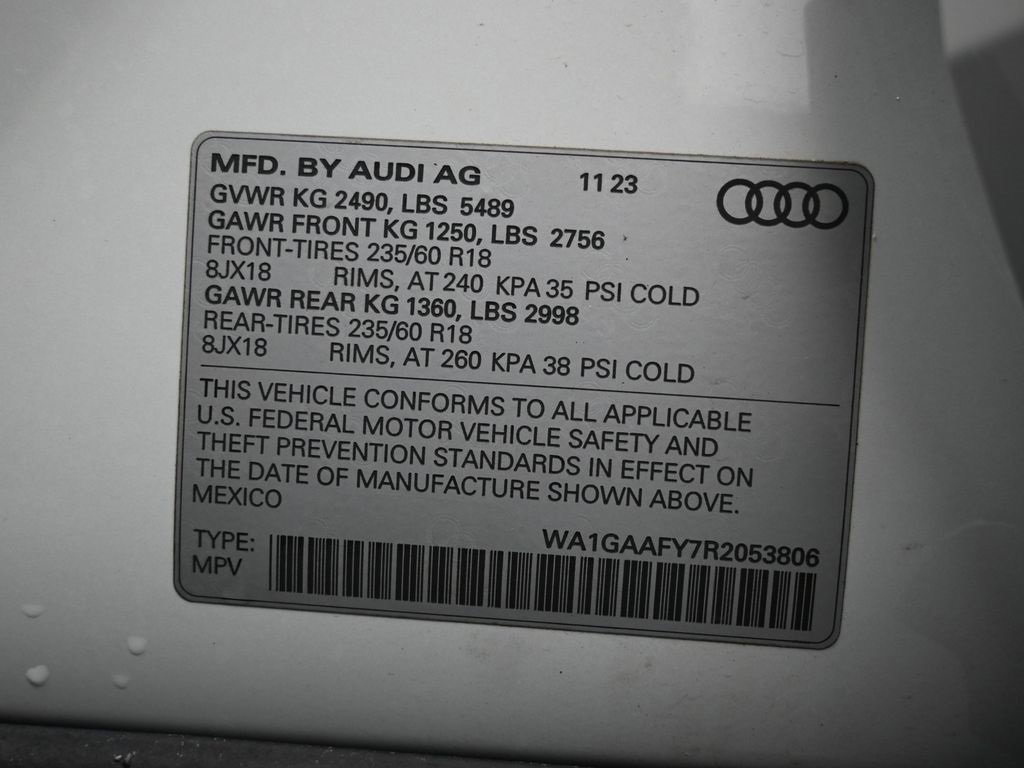 MFD. BY AUDI AG 11 23
GVWR KG 2490, LBS 5489
GAWR FRONT KG 1250, LBS 2756
FRONT-TIRES 235/60 R18
8JX18 RIMS, AT 240 KPA 35 PSI COLD
GAWR REAR KG 1360, LBS 2998
REAR-TIRES 235/60 R18
8JX18 RIMS, AT 260 KPA 38 PSI COLD
THIS VEHICLE CONFORMS TO ALL APPLICABLE
U.S. FEDERAL MOTOR VEHICLE SAFETY AND
THEFT PREVENTION STANDARDS IN EFFECT ON
THE DATE OF MANUFACTURE SHOWN ABOVE.
MEXICO
WA1GAAFY7R2053806
TYPE:
MPV